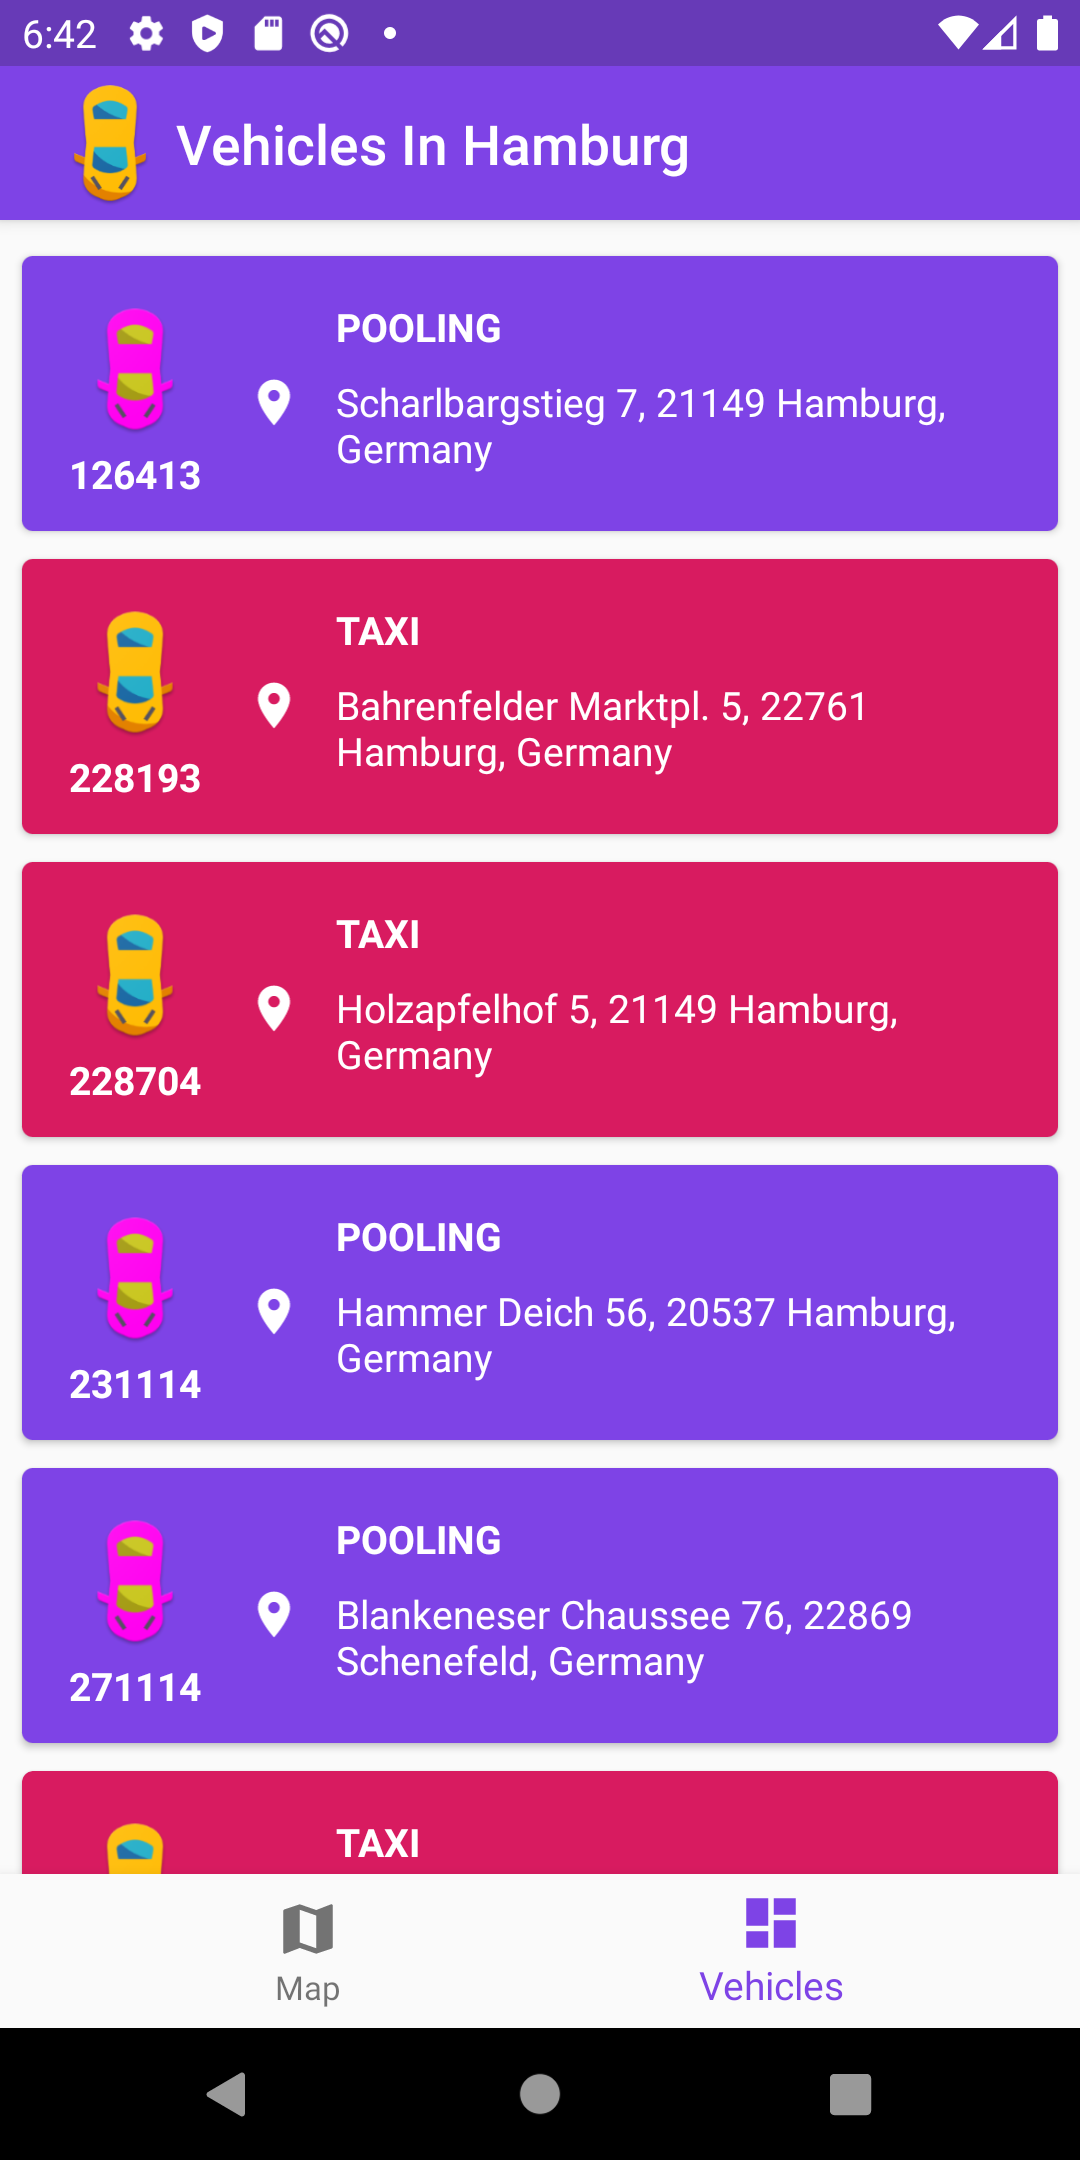 6:42
Vehicles In Hamburg
POOLING
Scharlbargstieg 7, 21149 Hamburg,
Germany
126413
TAXI
Bahrenfelder Marktpl. 5, 22761
Hamburg, Germany
228193
TAXI
Holzapfelhof 5, 21149 Hamburg,
Germany
228704
POOLING
Hammer Deich 56, 20537 Hamburg,
Germany
231114
POOLING
Blankeneser Chaussee 76, 22869
Schenefeld, Germany
271114
TAXI
Map
Vehicles